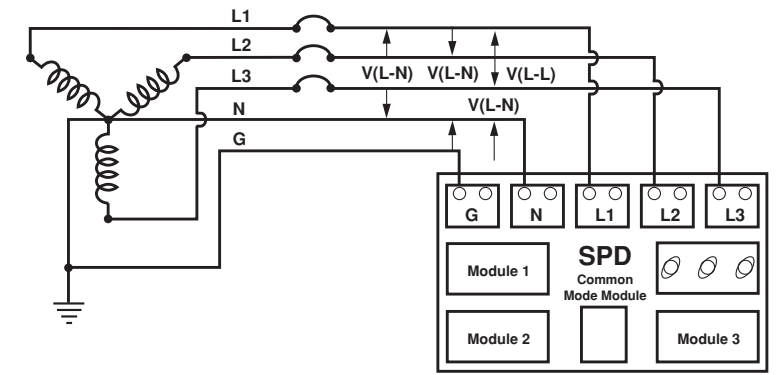 L1
L2
L3
V(L-N) V(L-N) V(L-L)
N
V(L-N)
G
G N L1 L2 L3
SPD
Module 1
Common
Mode Module
Module 2
Module 3